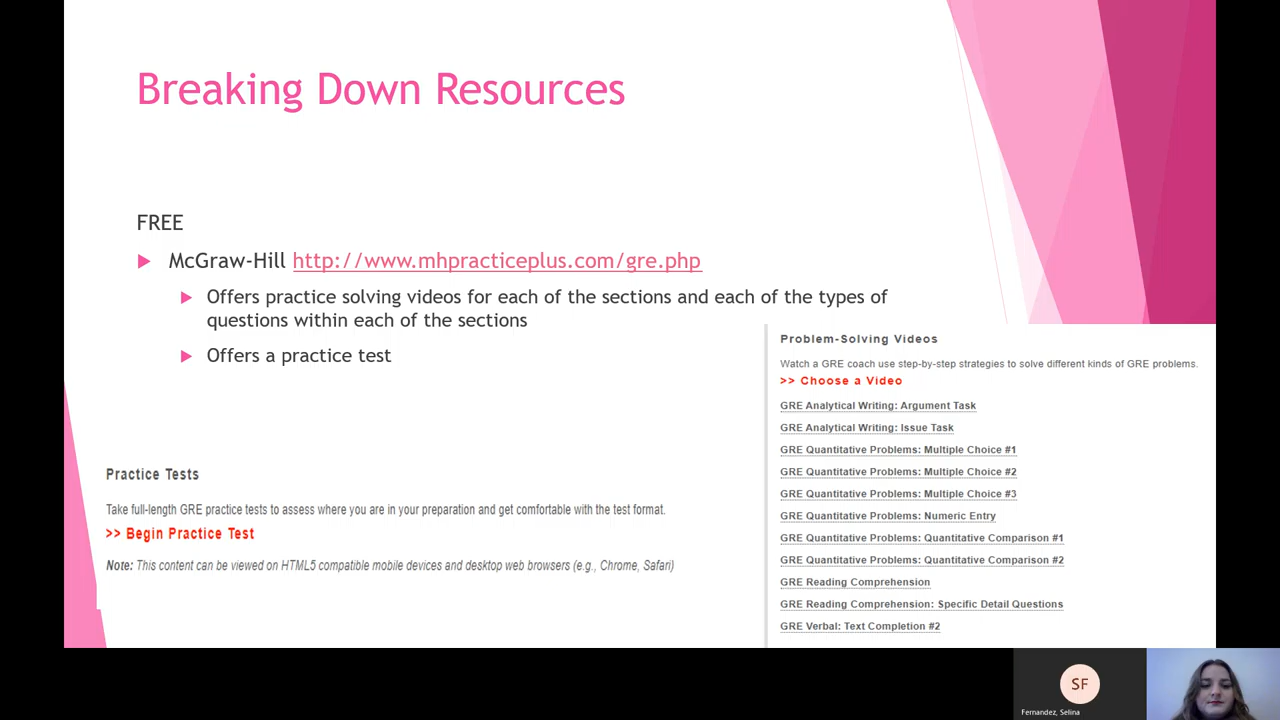 Breaking Down Resources
FREE
McGraw-Hill http://www.mhpracticeplus.com/gre.php
Offers practice solving videos for each of the sections and each of the types of
questions within each of the sections
Offers a practice test
Practice Tests
Take full-length GRE practice tests to assess where you are in your preparation and get comfortable with the test format.
>> Begin Practice Test
Note: This content can be viewed on HTML5 compatible mobile devices and desktop web browsers (e.g., Chrome, Safari)
Problem-Solving Videos
Watch a GRE coach use step-by-step strategies to solve different kinds of GRE problems.
>> Choose a Video
GRE Analytical Writing: Argument Task
GRE Analytical Writing: Issue Task
GRE Quantitative Problems: Multiple Choice #1
GRE Quantitative Problems: Multiple Choice #2
GRE Quantitative Problems: Multiple Choice #3
GRE Quantitative Problems: Numeric Entry
GRE Quantitative Problems: Quantitative Comparison #1
GRE Quantitative Problems: Quantitative Comparison #2
GRE Reading Comprehension
GRE Reading Comprehension: Specific Detail Questions
GRE Verbal: Text Completion #2
SF
Fernandez, Selina